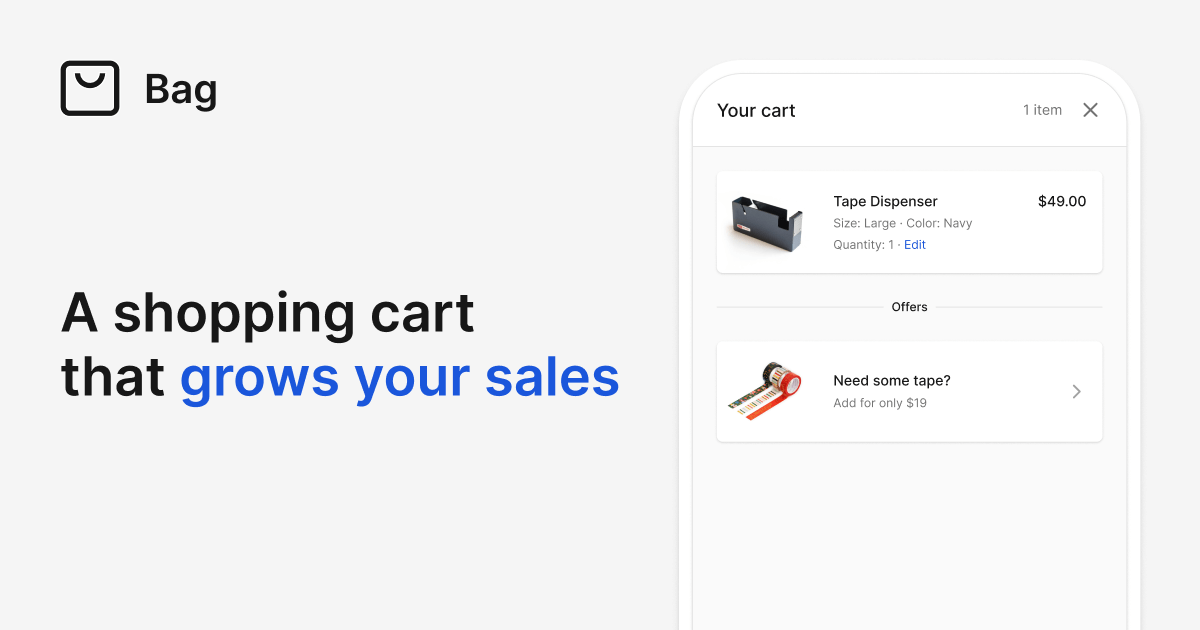 Bag
A shopping cart
that grows your sales
Your cart
1 item
Tape Dispenser
$49.00
Size: Large · Color: Navy
Quantity: 1 · Edit
Offers
Need some tape?
Add for only $19